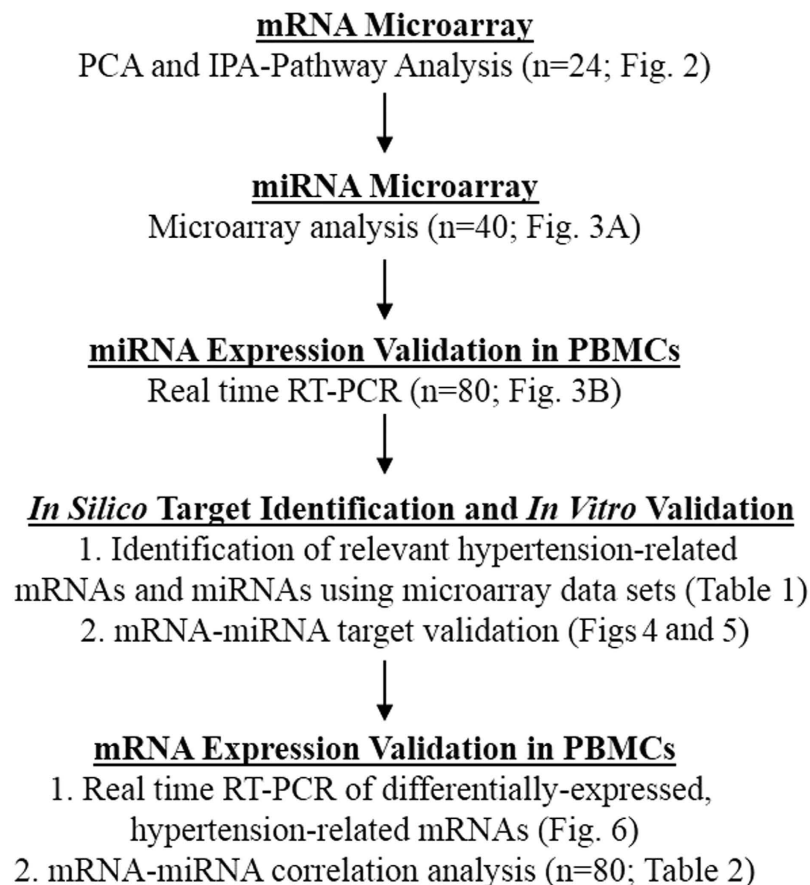 mRNA Microarray
PCA and IPA-Pathway Analysis (n=24; Fig. 2)
miRNA Microarray
Microarray analysis (n=40; Fig. 3A)
miRNA Expression Validation in PBMCs
Real time RT-PCR (n=80; Fig. 3B)
In Silico Target Identification and In Vitro Validation
1. Identification of relevant hypertension-related
mRNAs and miRNAs using microarray data sets (Table 1)
2. mRNA-miRNA target validation (Figs 4 and 5)
mRNA Expression Validation in PBMCs
1. Real time RT-PCR of differentially-expressed,
hypertension-related mRNAs (Fig. 6)
2. mRNA-miRNA correlation analysis (n=80; Table 2)